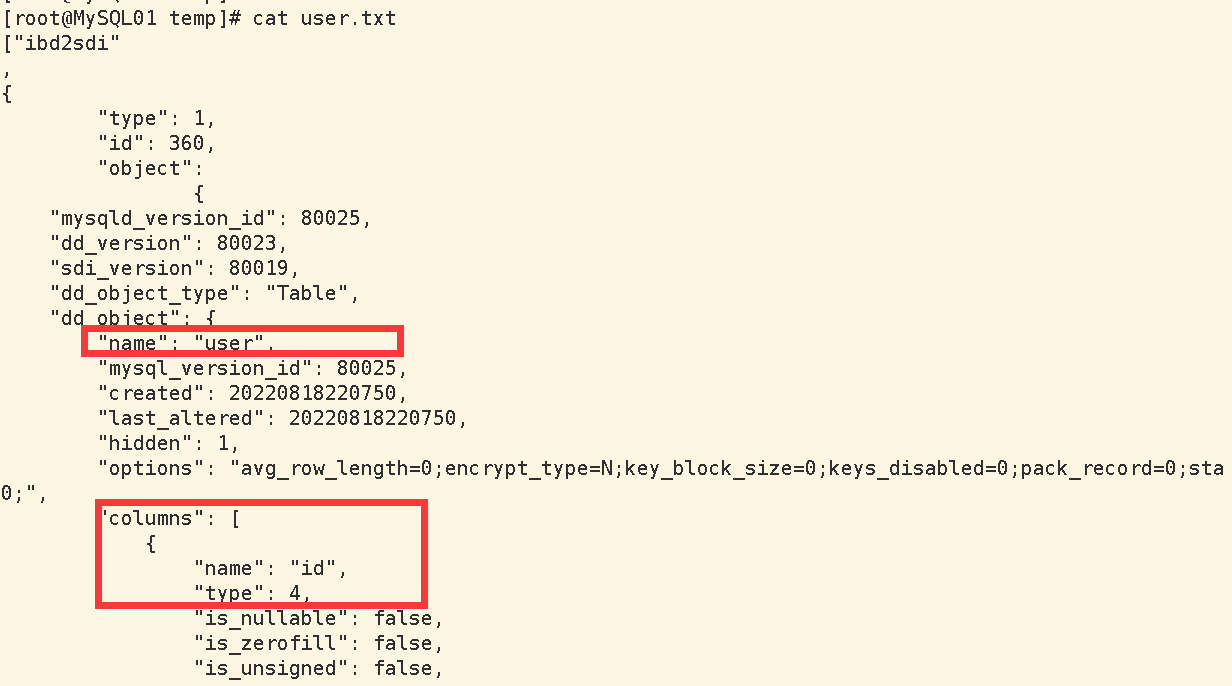 [root@MySQL01 temp]# cat user.txt
["ibd2sdi"
,
{
        "type": 1,
        "id": 360,
        "object":
                {
    "mysqld_version_id": 80025,
    "dd_version": 80023,
    "sdi_version": 80019,
    "dd_object_type": "Table",
    "dd_object": {
        "name": "user",
        "mysql_version_id": 80025,
        "created": 20220818220750,
        "last_altered": 20220818220750,
        "hidden": 1,
        "options": "avg_row_length=0;encrypt_type=N;key_block_size=0;keys_disabled=0;pack_record=0;sta
0;",
        "columns": [
            {
                "name": "id",
                "type": 4,
                "is_nullable": false,
                "is_zerofill": false,
                "is_unsigned": false,